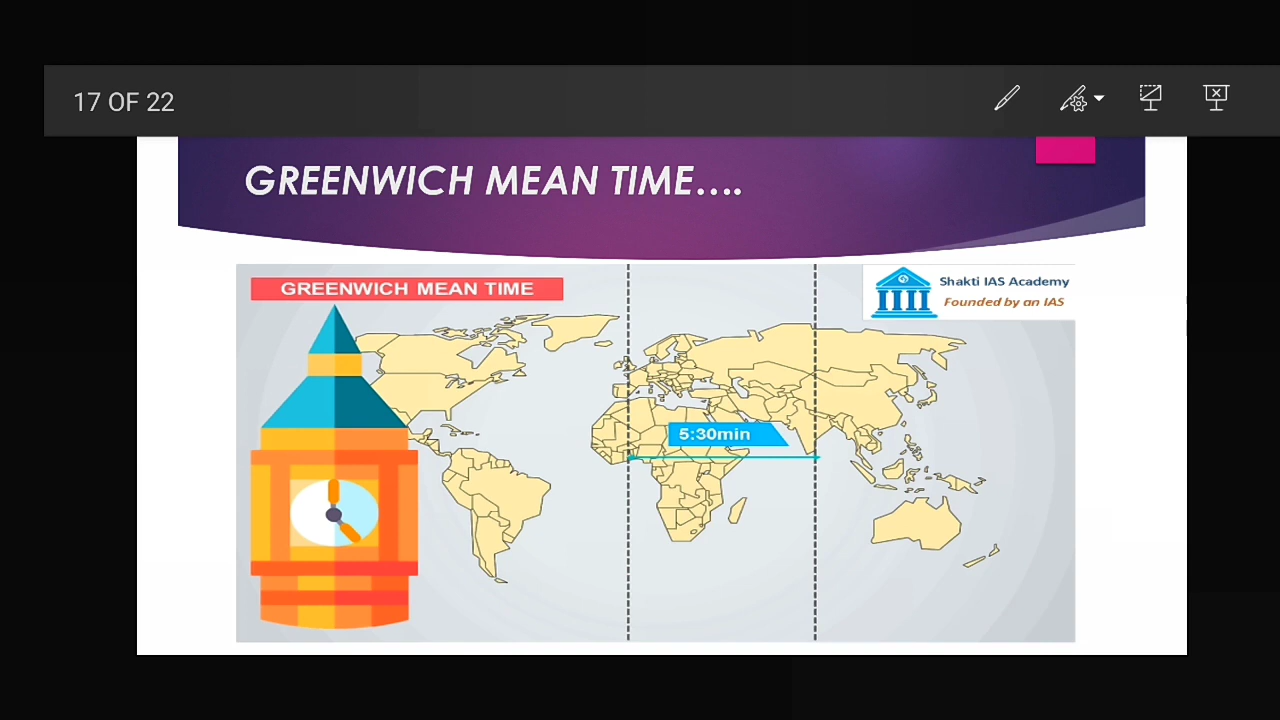 17 OF 22
GREENWICH MEAN TIME....
GREENWICH MEAN TIME
Shakti IAS Academy
Founded by an IAS
5:30min